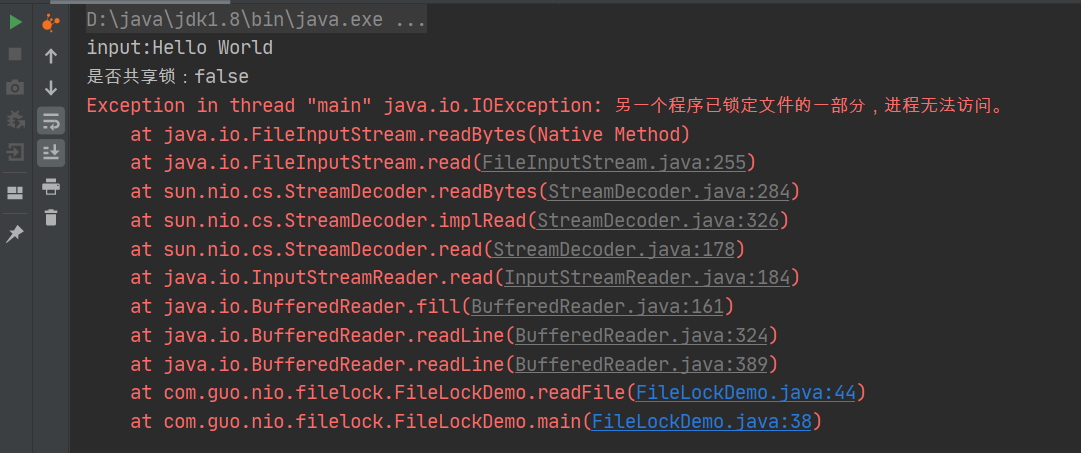 D:\java\jdk1.8\bin\java.exe ...
input:Hello World
是否共享锁：false
Exception in thread "main" java.io.IOException: 另一个程序已锁定文件的一部分，进程无法访问。
at java.io.FileInputStream.readBytes(Native Method)
at java.io.FileInputStream.read(FileInputStream.java:255)
at sun.nio.cs.StreamDecoder.readBytes(StreamDecoder.java:284)
at sun.nio.cs.StreamDecoder.implRead(StreamDecoder.java:326)
at sun.nio.cs.StreamDecoder.read(StreamDecoder.java:178)
at java.io.InputStreamReader.read(InputStreamReader.java:184)
at java.io.BufferedReader.fill(BufferedReader.java:161)
at java.io.BufferedReader.readLine(BufferedReader.java:324)
at java.io.BufferedReader.readLine(BufferedReader.java:389)
at com.guo.nio.filelock.FileLockDemo.readFile(FileLockDemo.java:44)
at com.guo.nio.filelock.FileLockDemo.main(FileLockDemo.java:38)